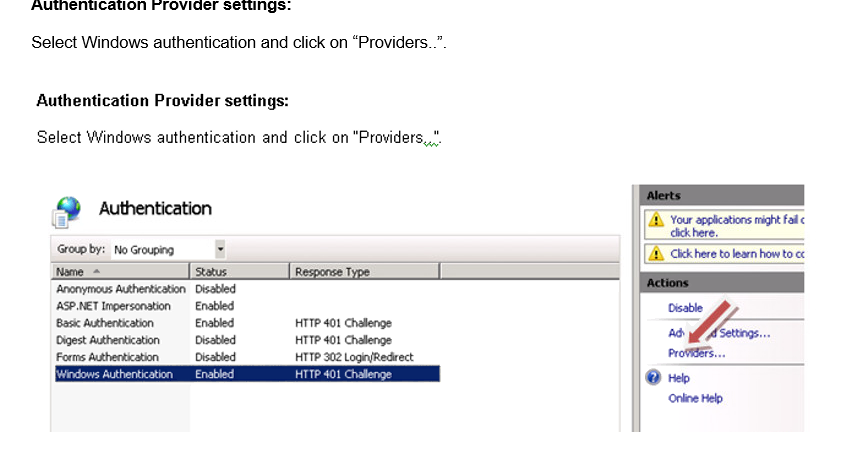 Authentication Provider settings:
Select Windows authentication and click on “Providers..”.
Authentication Provider settings:
Select Windows authentication and click on "Providers..".
Authentication
Group by: No Grouping
Name Status Response Type
Anonymous Authentication Disabled
ASP.NET Impersonation Enabled
Basic Authentication Enabled HTTP 401 Challenge
Digest Authentication Disabled HTTP 401 Challenge
Forms Authentication Disabled HTTP 302 Login/Redirect
Windows Authentication Enabled HTTP 401 Challenge
Alerts
Your applications might fail
click here.
Click here to learn how to
Actions
Disable
Settings...
Providers...
Help
Online Help